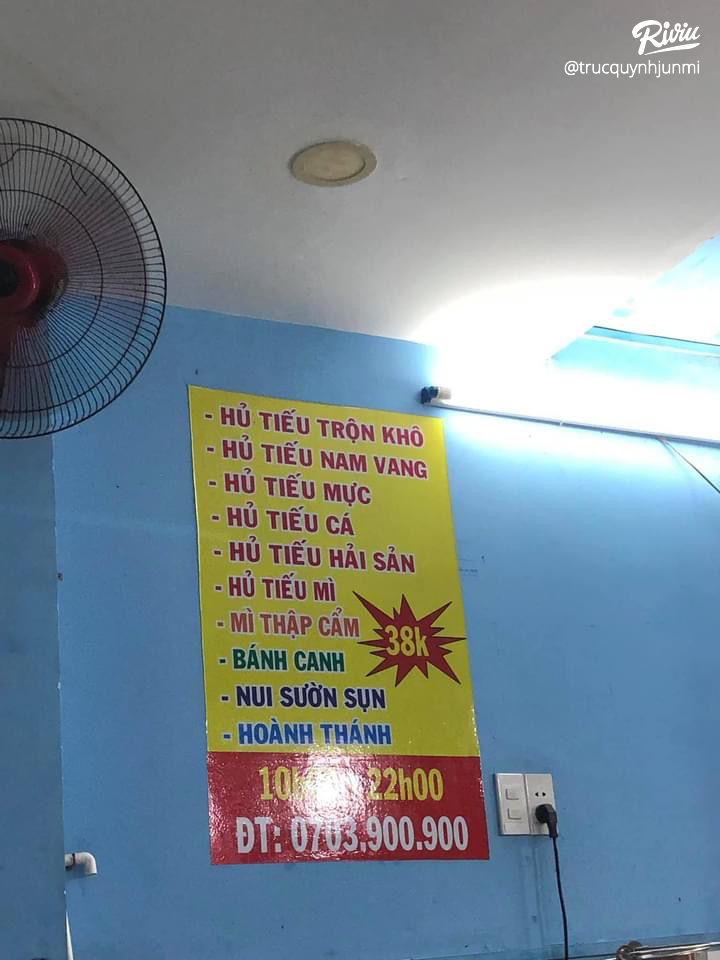 Riviu
@trucquynhjunmi
- HỦ TIẾU TRỘN KHÔ
- HỦ TIẾU NAM VANG
- HỦ TIẾU MỰC
- HỦ TIẾU CÁ
- HỦ TIẾU HẢI SẢN
- HỦ TIẾU MÌ
- MÌ THẬP CẨM
38k
- BÁNH CANH
- NUI SƯỜN SỤN
- HOÀNH THÁNH
22h00
ĐT: 0703.900.900